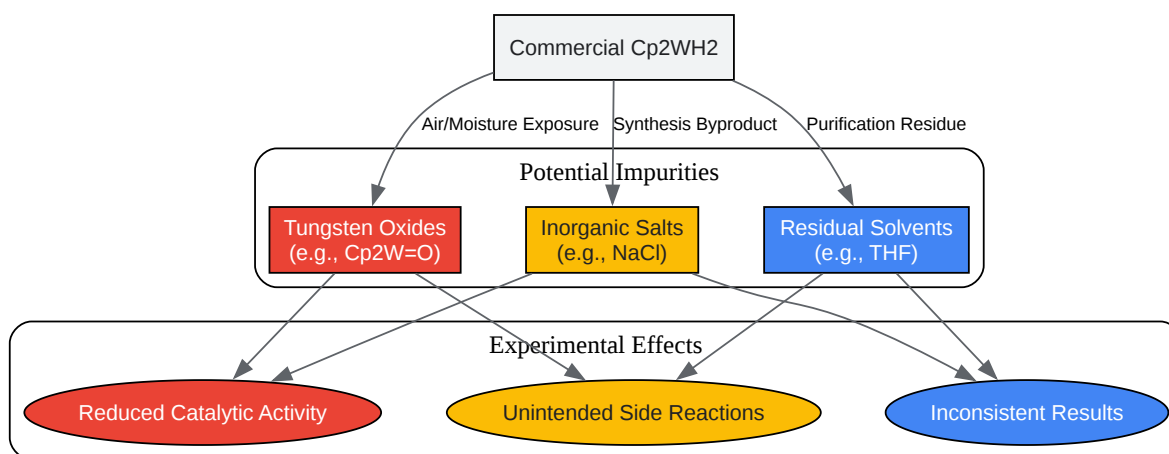 Commercial Cp2WH2
Air/Moisture Exposure
Synthesis Byproduct
Purification Residue
Potential Impurities
Tungsten Oxides
(e.g., Cp2W=O)
Inorganic Salts
(e.g., NaCl)
Residual Solvents
(e.g., THF)
Experimental Effects
Reduced Catalytic Activity
Unintended Side Reactions
Inconsistent Results